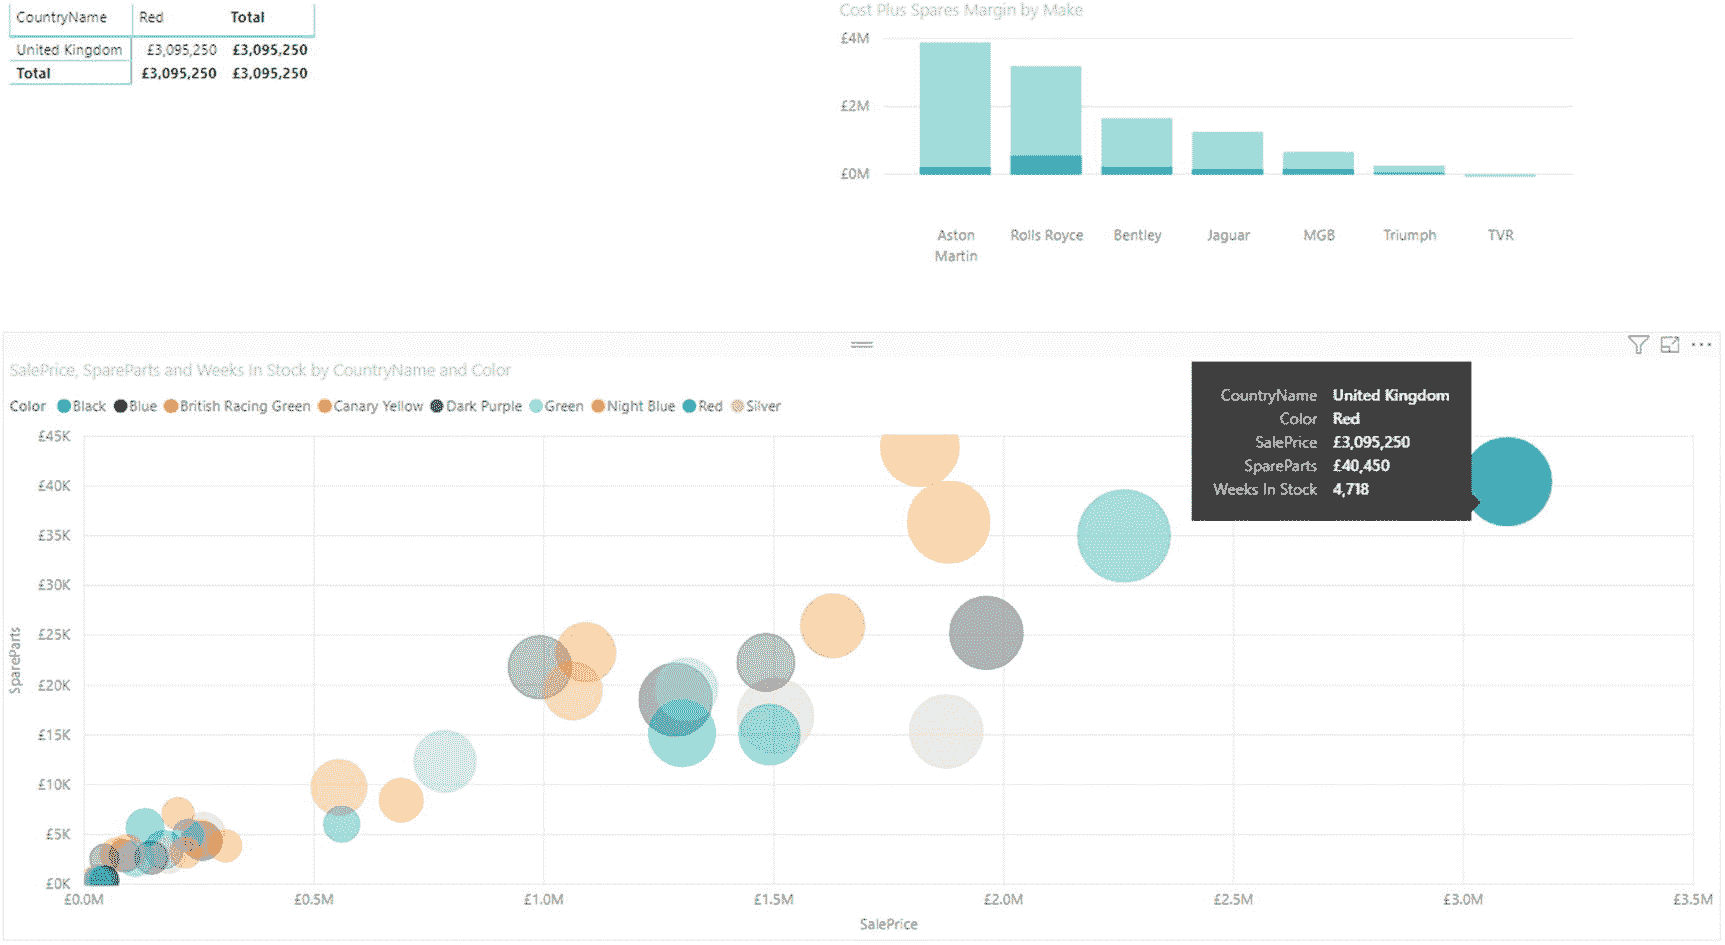 CountryName Red Total
United Kingdom £3,095,250 £3,095,250
Total £3,095,250 £3,095,250
Cost Plus Spares Margin by Make
£4M
£2M
£0M
Aston Martin Rolls Royce Bentley Jaguar MGB Triumph TVR
SalePrice, SpareParts and Weeks In Stock by CountryName and Color
Color Black Blue British Racing Green Canary Yellow Dark Purple Green Night Blue Red Silver
CountryName United Kingdom
Color Red
SalePrice £3,095,250
SpareParts £40,450
Weeks In Stock 4,718
£45K
£40K
£35K
£30K
£25K
£20K
£15K
£10K
£5K
£0K
SpareParts
£0.0M £0.5M £1.0M £1.5M £2.0M £2.5M £3.0M £3.5M
SalePrice